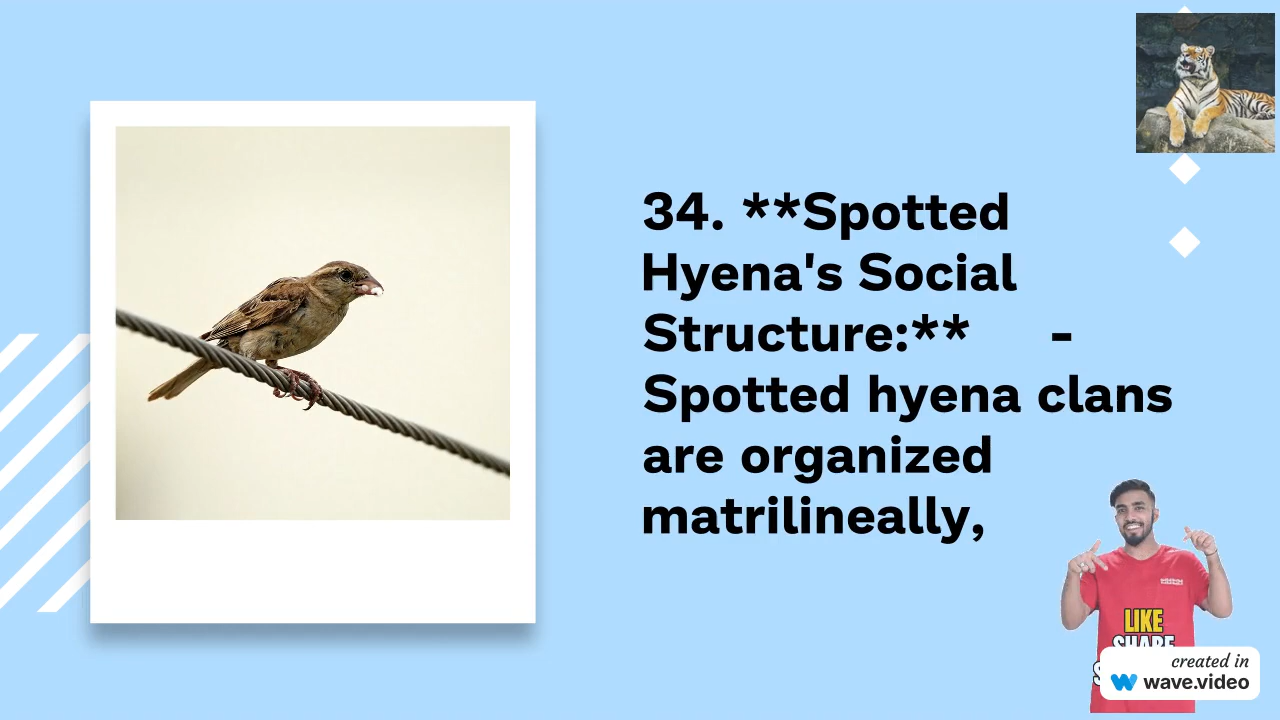 34. **Spotted
Hyena's Social
Structure:** -
Spotted hyena clans
are organized
matrilineally,
LIKE
SHARE
created in
wave.video